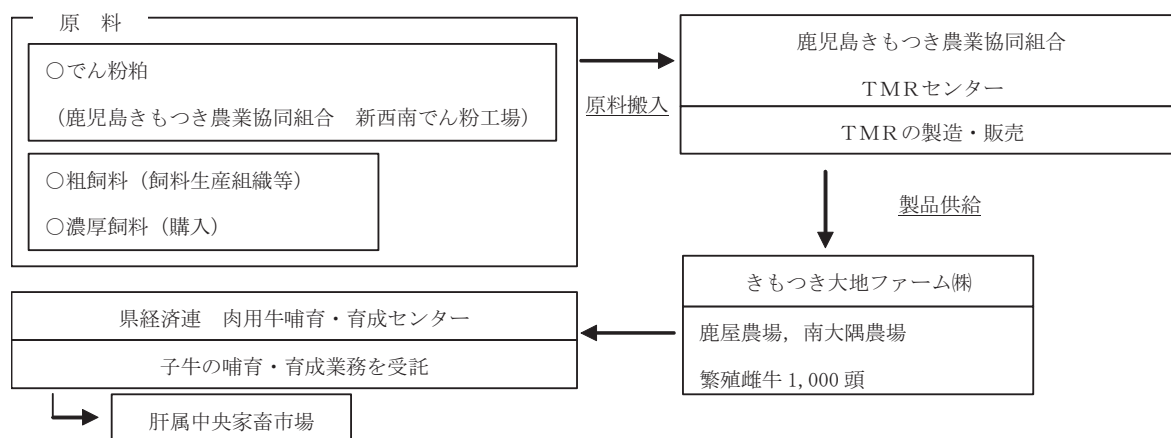 原　料
○でん粉粕
（鹿児島きもつき農業協同組合　新西南でん粉工場）
○粗飼料（飼料生産組織等）
○濃厚飼料（購入）
原料搬入
鹿児島きもつき農業協同組合
ＴＭＲセンター
ＴＭＲの製造・販売
製品供給
きもつき大地ファーム㈱
鹿屋農場，南大隅農場
繁殖雌牛 1,000 頭
県経済連　肉用牛哺育・育成センター
子牛の哺育・育成業務を受託
肝属中央家畜市場